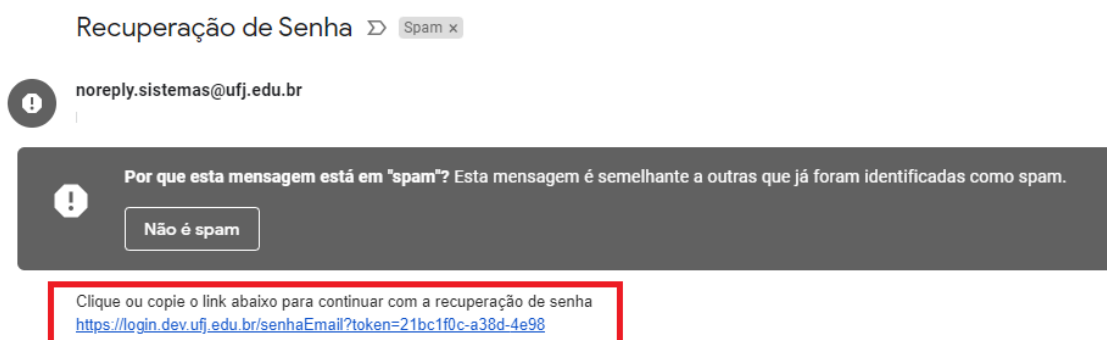 Recuperação de Senha Spam x
noreply.sistemas@ufj.edu.br
Por que esta mensagem está em "spam"? Esta mensagem é semelhante a outras que já foram identificadas como spam.
Não é spam
Clique ou copie o link abaixo para continuar com a recuperação de senha
https://login.dev.ufj.edu.br/senhaEmail?token=21bc1f0c-a38d-4e98